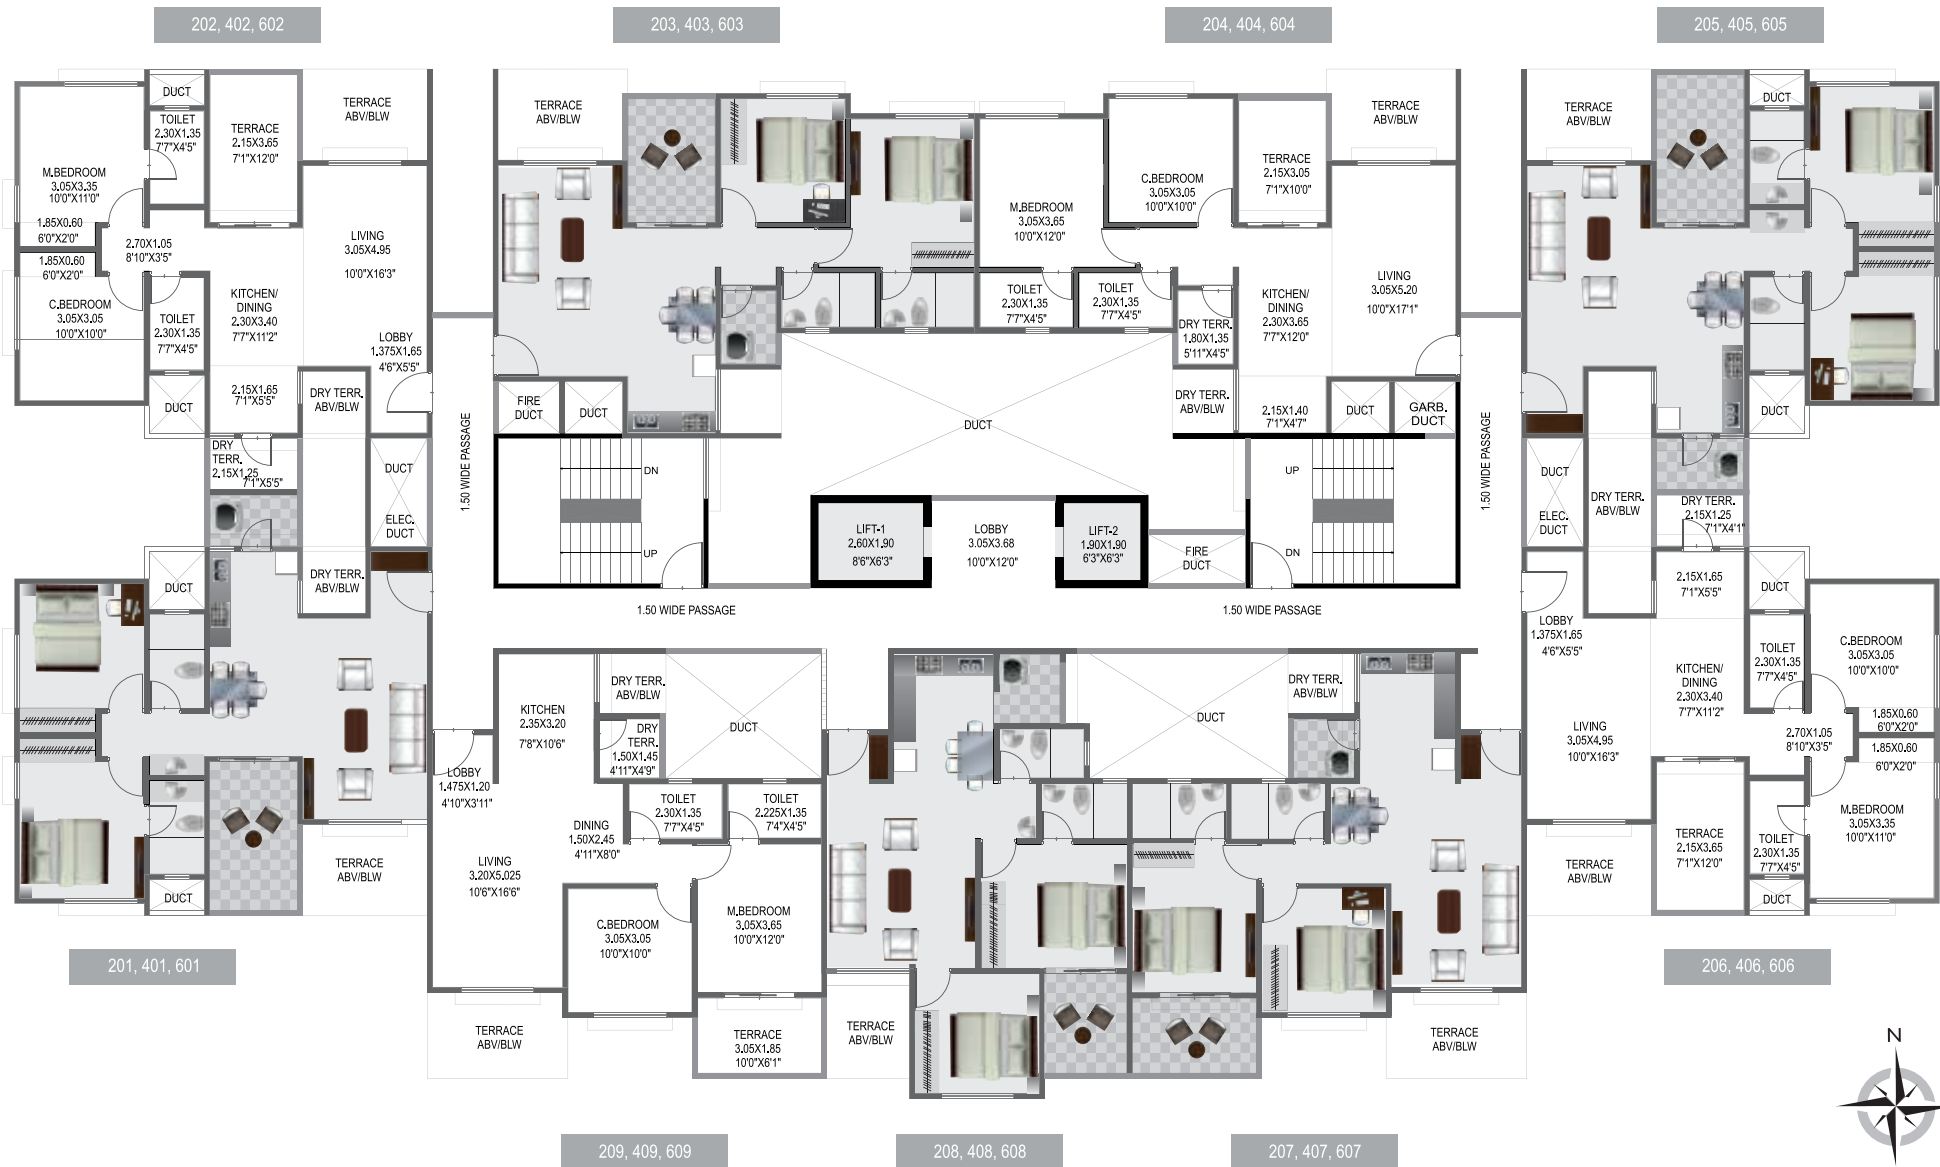 202, 402, 602
203, 403, 603
204, 404, 604
205, 405, 605
DUCT
TOILET
2.30X1.35
7'7"X4'5"
TERRACE
2.15X3.65
7'1"X12'0"
TERRACE
ABV/BLW
M.BEDROOM
3.05X3.35
10'0"X11'0"
1.85X0.60
6'0"X2'0"
1.85X0.60
6'0"X2'0"
2.70X1.05
8'10"X3'5"
C.BEDROOM
3.05X3.05
10'0"X10'0"
TOILET
2.30X1.35
7'7"X4'5"
LIVING
3.05X4.95
10'0"X16'3"
KITCHEN/
DINING
2.30X3.40
7'7"X11'2"
LOBBY
1.375X1.65
4'6"X5'5"
2.15X1.65
7'1"X5'5"
DRY TERR.
ABV/BLW
DUCT
DRY
TERR.
2.15X1.25
7'1"X5'5"
DUCT
ELEC.
DUCT
DRY TERR.
ABV/BLW
DUCT
TERRACE
ABV/BLW
DUCT
201, 401, 601
1.50 WIDE PASSAGE
TERRACE
ABV/BLW
FIRE
DUCT
DUCT
DN
UP
DUCT
M.BEDROOM
3.05X3.65
10'0"X12'0"
C.BEDROOM
3.05X3.05
10'0"X10'0"
TERRACE
2.15X3.05
7'1"X10'0"
TERRACE
ABV/BLW
TOILET
2.30X1.35
7'7"X4'5"
TOILET
2.30X1.35
7'7"X4'5"
DRY TERR.
1.80X1.35
5'11"X4'5"
KITCHEN/
DINING
2.30X3.65
7'7"X12'0"
LIVING
3.05X5.20
10'0"X17'1"
DRY TERR.
ABV/BLW
2.15X1.40
7'1"X4'7"
DUCT
GARB.
DUCT
UP
DN
LIFT-1
2.60X1.90
8'6"X6'3"
LOBBY
3.05X3.68
10'0"X12'0"
LIFT-2
1.90X1.90
6'3"X6'3"
FIRE
DUCT
1.50 WIDE PASSAGE
1.50 WIDE PASSAGE
1.50 WIDE PASSAGE
TERRACE
ABV/BLW
DUCT
DUCT
DUCT
ELEC.
DUCT
DRY TERR.
ABV/BLW
DRY TERR.
2.15X1.25
7'1"X4'1"
2.15X1.65
7'1"X5'5"
DUCT
LOBBY
1.375X1.65
4'6"X5'5"
KITCHEN/
DINING
2.30X3.40
7'7"X11'2"
TOILET
2.30X1.35
7'7"X4'5"
C.BEDROOM
3.05X3.05
10'0"X10'0"
LIVING
3.05X4.95
10'0"X16'3"
2.70X1.05
8'10"X3'5"
1.85X0.60
6'0"X2'0"
1.85X0.60
6'0"X2'0"
M.BEDROOM
3.05X3.35
10'0"X11'0"
TERRACE
2.15X3.65
7'1"X12'0"
TOILET
2.30X1.35
7'7"X4'5"
TERRACE
ABV/BLW
DUCT
206, 406, 606
KITCHEN
2.35X3.20
7'8"X10'6"
DRY TERR.
ABV/BLW
DRY
TERR.
1.50X1.45
4'11"X4'9"
DUCT
LOBBY
1.475X1.20
4'10"X3'11"
DINING
1.50X2.45
4'11"X8'0"
TOILET
2.30X1.35
7'7"X4'5"
TOILET
2.225X1.35
7'4"X4'5"
LIVING
3.20X5.025
10'6"X16'6"
C.BEDROOM
3.05X3.05
10'0"X10'0"
M.BEDROOM
3.05X3.65
10'0"X12'0"
TERRACE
ABV/BLW
TERRACE
3.05X1.85
10'0"X6'1"
TERRACE
ABV/BLW
DUCT
DRY TERR.
ABV/BLW
TERRACE
ABV/BLW
N
209, 409, 609
208, 408, 608
207, 407, 607